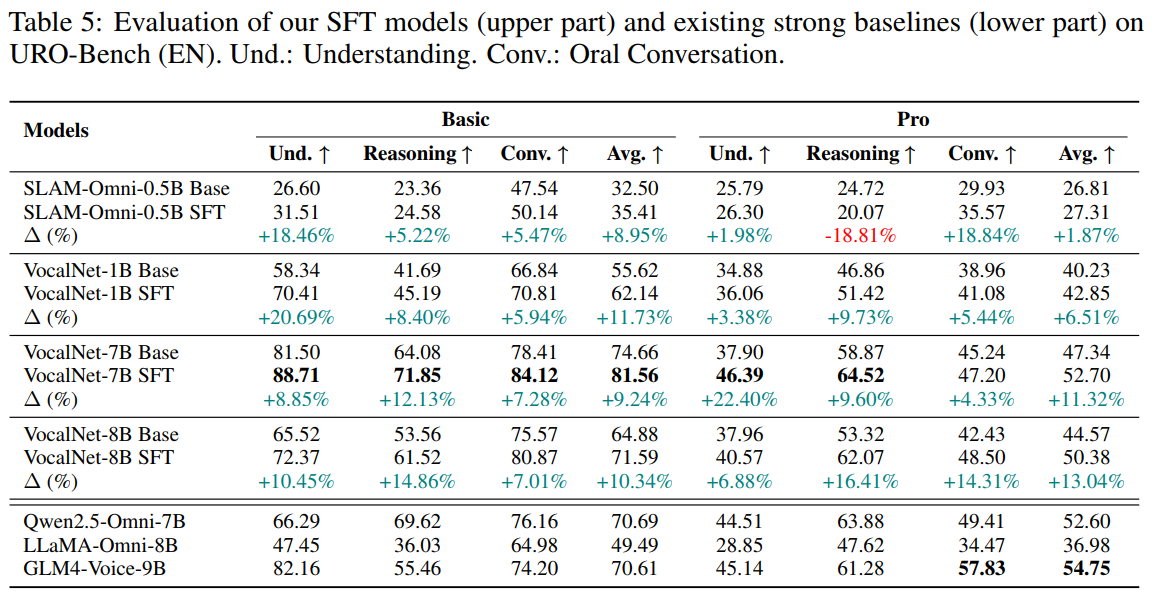 Table 5: Evaluation of our SFT models (upper part) and existing strong baselines (lower part) on
URO-Bench (EN). Und.: Understanding. Conv.: Oral Conversation.
Models Basic Pro
Und. ↑ Reasoning ↑ Conv. ↑ Avg. ↑ Und. ↑ Reasoning ↑ Conv. ↑ Avg. ↑
SLAM-Omni-0.5B Base 26.60 23.36 47.54 32.50 25.79 24.72 29.93 26.81
SLAM-Omni-0.5B SFT 31.51 24.58 50.14 35.41 26.30 20.07 35.57 27.31
Δ (%) +18.46% +5.22% +5.47% +8.95% +1.98% -18.81% +18.84% +1.87%
VocalNet-1B Base 58.34 41.69 66.84 55.62 34.88 46.86 38.96 40.23
VocalNet-1B SFT 70.41 45.19 70.81 62.14 36.06 51.42 41.08 42.85
Δ (%) +20.69% +8.40% +5.94% +11.73% +3.38% +9.73% +5.44% +6.51%
VocalNet-7B Base 81.50 64.08 78.41 74.66 37.90 58.87 45.24 47.34
VocalNet-7B SFT 88.71 71.85 84.12 81.56 46.39 64.52 47.20 52.70
Δ (%) +8.85% +12.13% +7.28% +9.24% +22.40% +9.60% +4.33% +11.32%
VocalNet-8B Base 65.52 53.56 75.57 64.88 37.96 53.32 42.43 44.57
VocalNet-8B SFT 72.37 61.52 80.87 71.59 40.57 62.07 48.50 50.38
Δ (%) +10.45% +14.86% +7.01% +10.34% +6.88% +16.41% +14.31% +13.04%
Qwen2.5-Omni-7B 66.29 69.62 76.16 70.69 44.51 63.88 49.41 52.60
LLaMA-Omni-8B 47.45 36.03 64.98 49.49 28.85 47.62 34.47 36.98
GLM4-Voice-9B 82.16 55.46 74.20 70.61 45.14 61.28 57.83 54.75